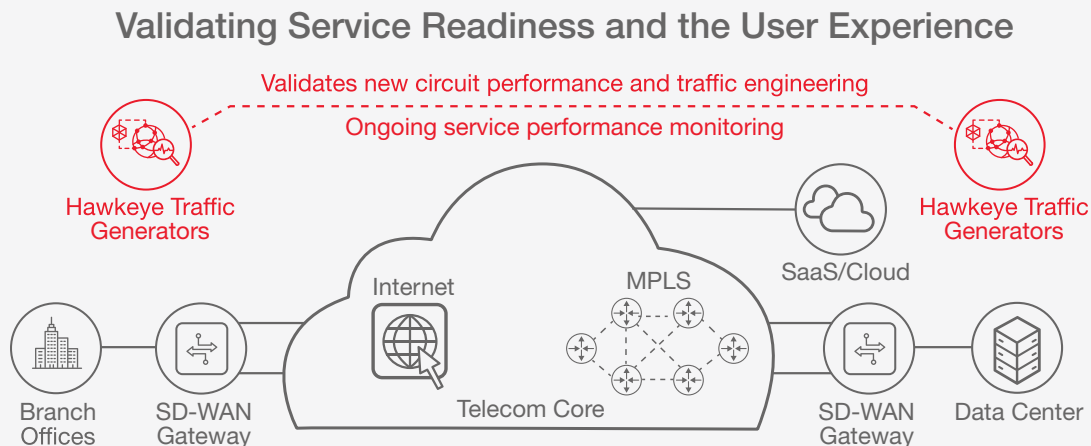 Validating Service Readiness and the User Experience
Validates new circuit performance and traffic engineering
Ongoing service performance monitoring
Hawkeye Traffic
Generators
Hawkeye Traffic
Generators
SaaS/Cloud
Internet
MPLS
Telecom Core
Branch
Offices
SD-WAN
Gateway
SD-WAN
Gateway
Data Center